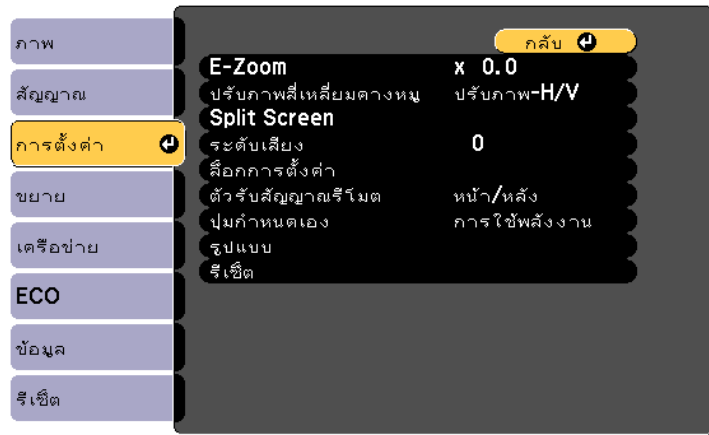 ภาพ
สัญญาณ
การตั้งค่า
ขยาย
เครือข่าย
ECO
ข้อมูล
รีเซ็ต
กลับ
E-Zoom x 0.0
ปรับภาพสี่เหลี่ยมคางหมู ปรับภาพ-H/V
Split Screen
ระดับเสียง 0
ล็อกการตั้งค่า
ตัวรับสัญญาณรีโมต หน้า/หลัง
ปุ่มกำหนดเอง การใช้พลังงาน
รูปแบบ
รีเซ็ต